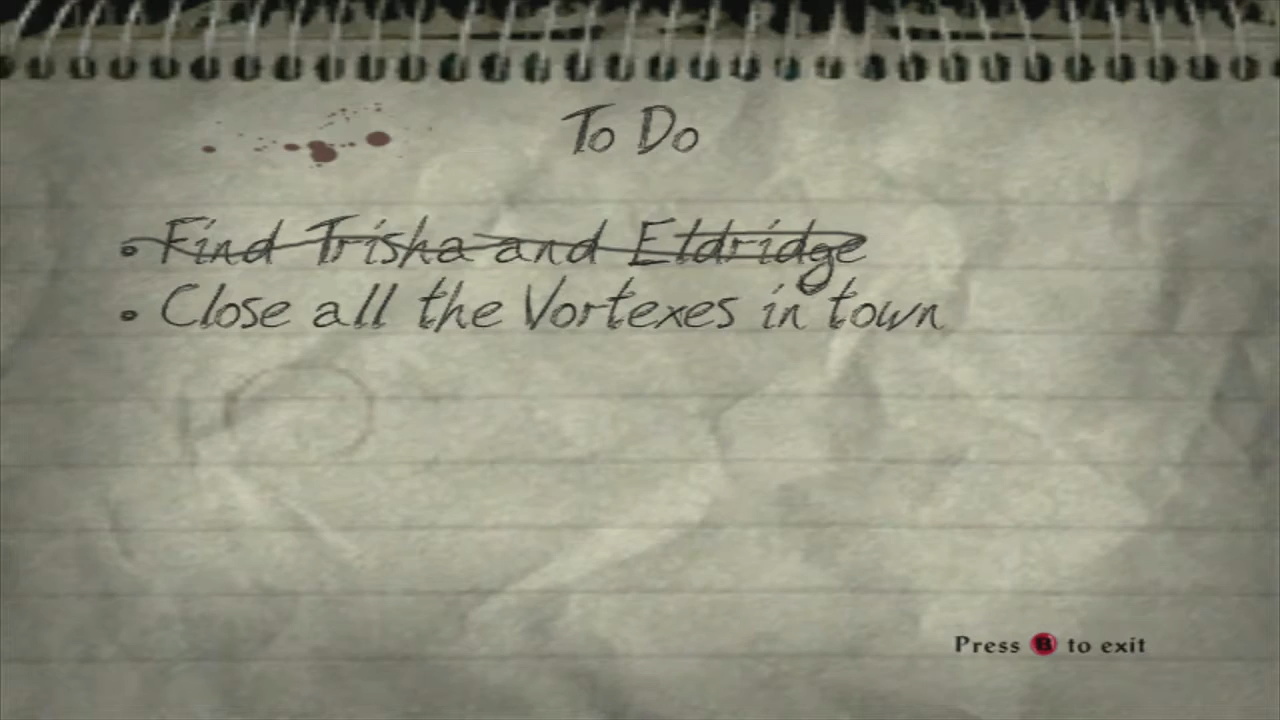 To Do
• Find Trisha and Eldridge
• Close all the Vortexes in town
Press B to exit